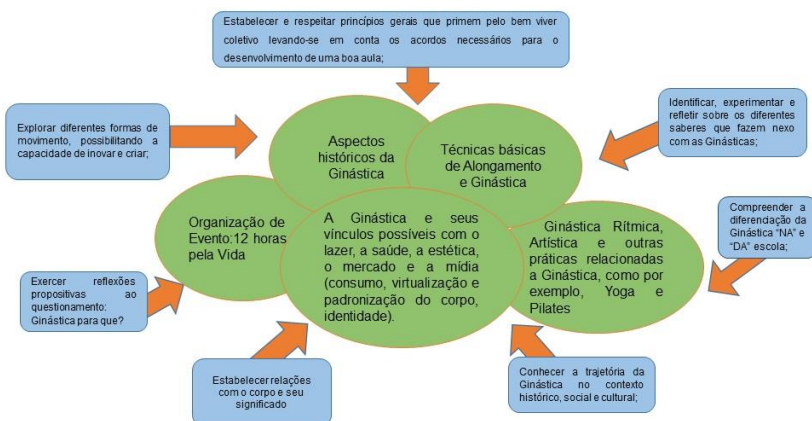 Estabelecer e respeitar princípios gerais que primem pelo bem viver
coletivo levando-se em conta os acordos necessários para o
desenvolvimento de uma boa aula;
Explorar diferentes formas de
movimento, possibilitando a
capacidade de inovar e criar;
Aspectos
históricos da
Ginástica
Técnicas básicas
de Alongamento
e Ginástica
Identificar, experimentar e
refletir sobre os diferentes
saberes que fazem nexo
com as Ginásticas;
Organização de
Evento:12 horas
pela Vida
A Ginástica e seus
vínculos possíveis com o
lazer, a saúde, a estética,
o mercado e a mídia
(consumo, virtualização e
padronização do corpo,
identidade).
Ginástica Rítmica,
Artística e outras
práticas relacionadas
a Ginástica, como por
exemplo, Yoga e
Pilates
Compreender a
diferenciação da
Ginástica “NA” e
“DA” escola;
Exercer reflexões
propositivas ao
questionamento:
Ginástica para que?
Estabelecer relações
com o corpo e seu
significado
Conhecer a trajetória da
Ginástica no contexto
histórico, social e cultural;